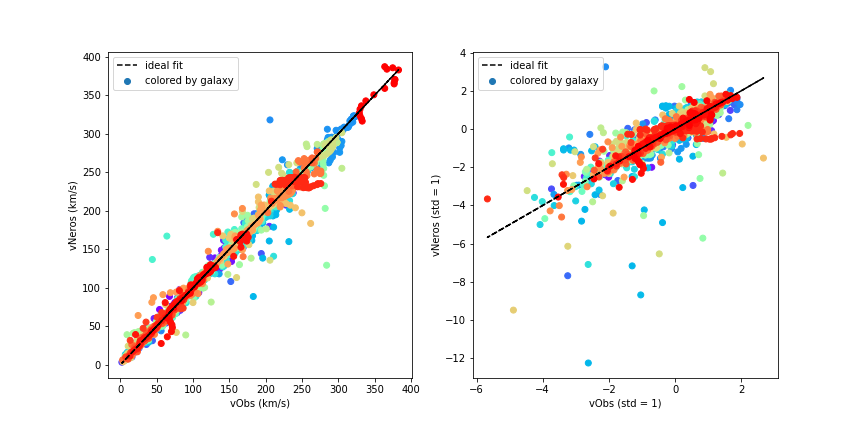 ideal fit
colored by galaxy
400
350
300
250
200
150
100
50
0
vNeros (km/s)
0 50 100 150 200 250 300 350 400
vObs (km/s)
ideal fit
colored by galaxy
4
2
0
−2
−4
−6
−8
−10
−12
vNeros (std = 1)
−6 −4 −2 0 2
vObs (std = 1)